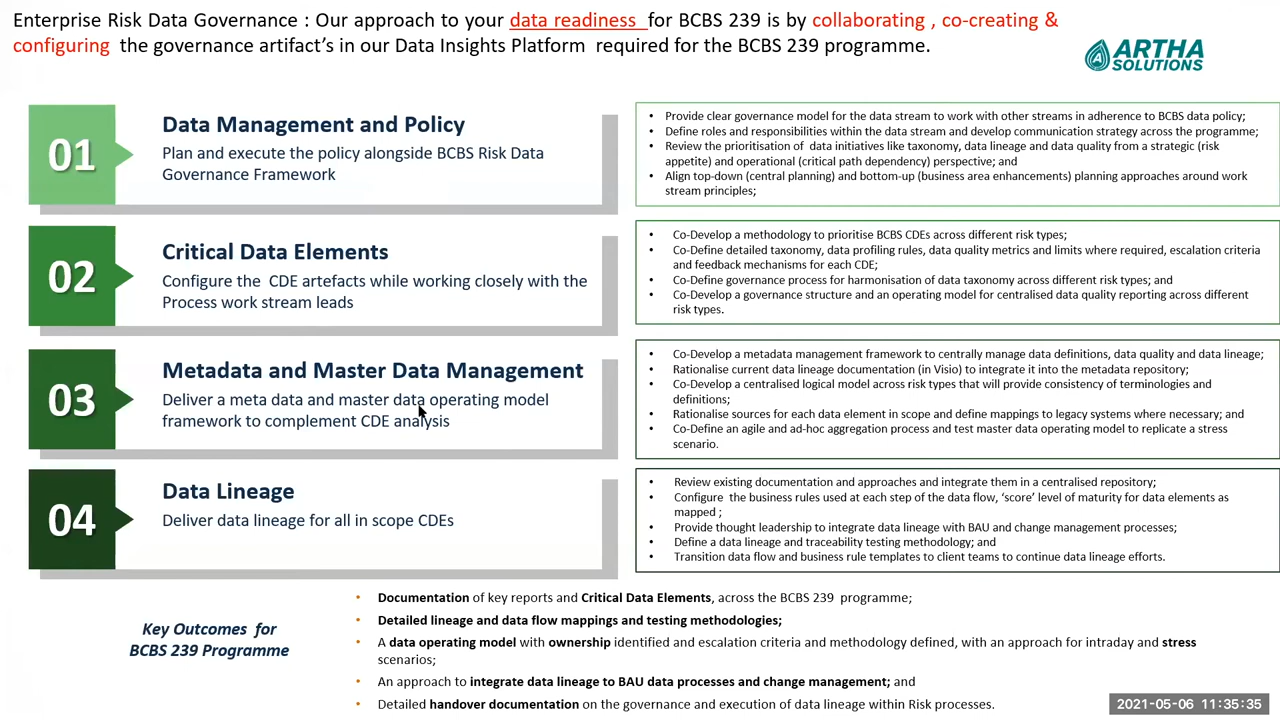 Enterprise Risk Data Governance : Our approach to your data readiness for BCBS 239 is by collaborating , co-creating &
configuring the governance artifact's in our Data Insights Platform required for the BCBS 239 programme.
ARTHA
SOLUTIONS
01
Data Management and Policy
Plan and execute the policy alongside BCBS Risk Data
Governance Framework
• Provide clear governance model for the data stream to work with other streams in adherence to BCBS data policy;
• Define roles and responsibilities within the data stream and develop communication strategy across the programme;
• Review the prioritisation of data initiatives like taxonomy, data lineage and data quality from a strategic (risk
appetite) and operational (critical path dependency) perspective; and
• Align top-down (central planning) and bottom-up (business area enhancements) planning approaches around work
stream principles;
02
Critical Data Elements
Configure the CDE artefacts while working closely with the
Process work stream leads
• Co-Develop a methodology to prioritise BCBS CDEs across different risk types;
• Co-Define detailed taxonomy, data profiling rules, data quality metrics and limits where required, escalation criteria
and feedback mechanisms for each CDE;
• Co-Define governance process for harmonisation of data taxonomy across different risk types; and
• Co-Develop a governance structure and an operating model for centralised data quality reporting across different
risk types.
03
Metadata and Master Data Management
Deliver a meta data and master data operating model
framework to complement CDE analysis
• Co-Develop a metadata management framework to centrally manage data definitions, data quality and data lineage;
• Rationalise current data lineage documentation (in Visio) to integrate it into the metadata repository;
• Co-Develop a centralised logical model across risk types that will provide consistency of terminologies and
definitions;
• Rationalise sources for each data element in scope and define mappings to legacy systems where necessary; and
• Co-Define an agile and ad-hoc aggregation process and test master data operating model to replicate a stress
scenario.
04
Data Lineage
Deliver data lineage for all in scope CDEs
• Review existing documentation and approaches and integrate them in a centralised repository;
• Configure the business rules used at each step of the data flow, 'score' level of maturity for data elements as
mapped ;
• Provide thought leadership to integrate data lineage with BAU and change management processes;
• Define a data lineage and traceability testing methodology; and
• Transition data flow and business rule templates to client teams to continue data lineage efforts.
Key Outcomes for
BCBS 239 Programme
• Documentation of key reports and Critical Data Elements, across the BCBS 239 programme;
• Detailed lineage and data flow mappings and testing methodologies;
• A data operating model with ownership identified and escalation criteria and methodology defined, with an approach for intraday and stress
scenarios;
• An approach to integrate data lineage to BAU data processes and change management; and
• Detailed handover documentation on the governance and execution of data lineage within Risk processes.
2021-05-06 11:35:35